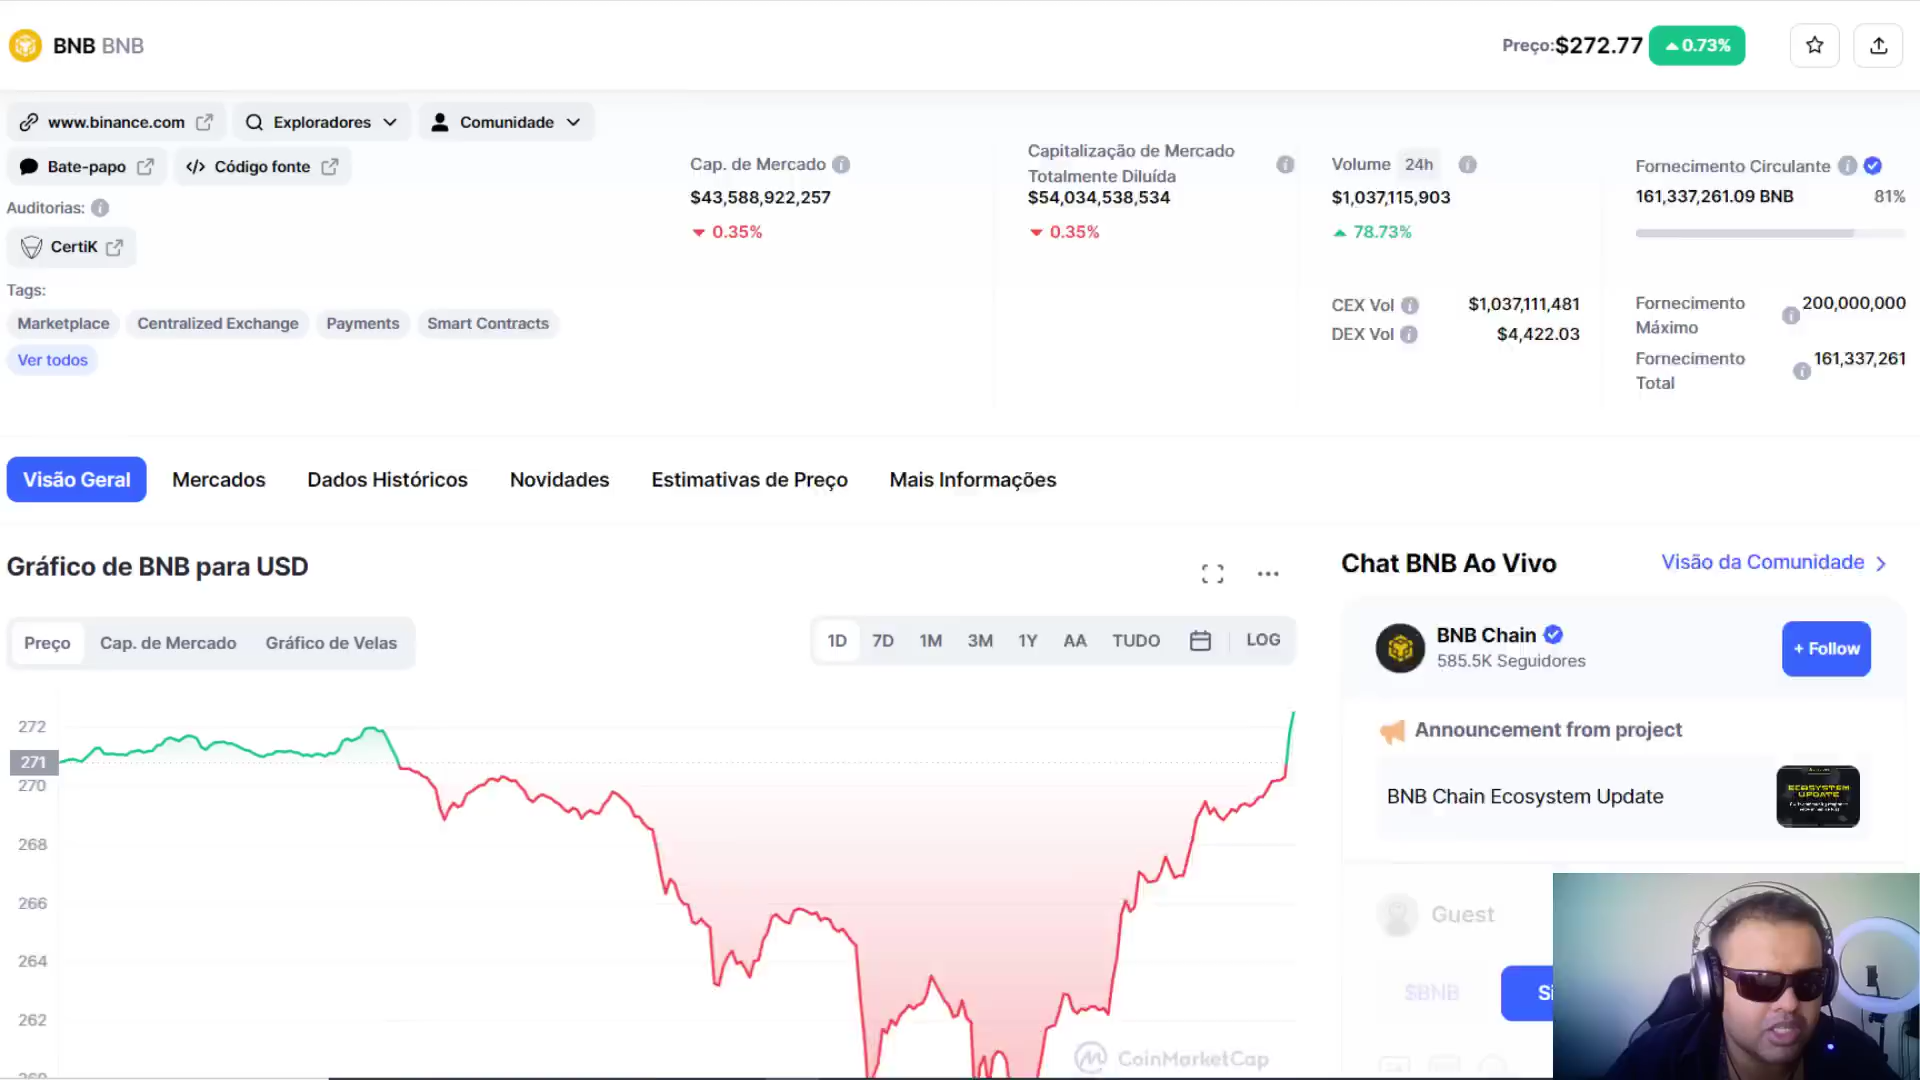 BNB BNB
Preço:$272.77 0.73%
www.binance.com
Exploradores
Comunidade
Bate-papo
Código fonte
Auditorias:
CertiK
Tags:
Marketplace
Centralized Exchange
Payments
Smart Contracts
Ver todos
Cap. de Mercado
$43,588,922,257
0.35%
Capitalização de Mercado
Totalmente Diluída
$54,034,538,534
0.35%
Volume 24h
$1,037,115,903
78.73%
CEX Vol $1,037,111,481
DEX Vol $4,422.03
Fornecimento Circulante
161,337,261.09 BNB 81%
Fornecimento
Máximo
200,000,000
Fornecimento
Total
161,337,261
Visão Geral
Mercados
Dados Históricos
Novidades
Estimativas de Preço
Mais Informações
Gráfico de BNB para USD
Preço
Cap. de Mercado
Gráfico de Velas
1D 7D 1M 3M 1Y AA TUDO LOG
272
271
270
268
266
264
262
CoinMarketCap
Chat BNB Ao Vivo
Visão da Comunidade
BNB Chain
585.5K Seguidores
+ Follow
Announcement from project
BNB Chain Ecosystem Update
ECOSYSTEM
UPDATE
Guest
$BNB